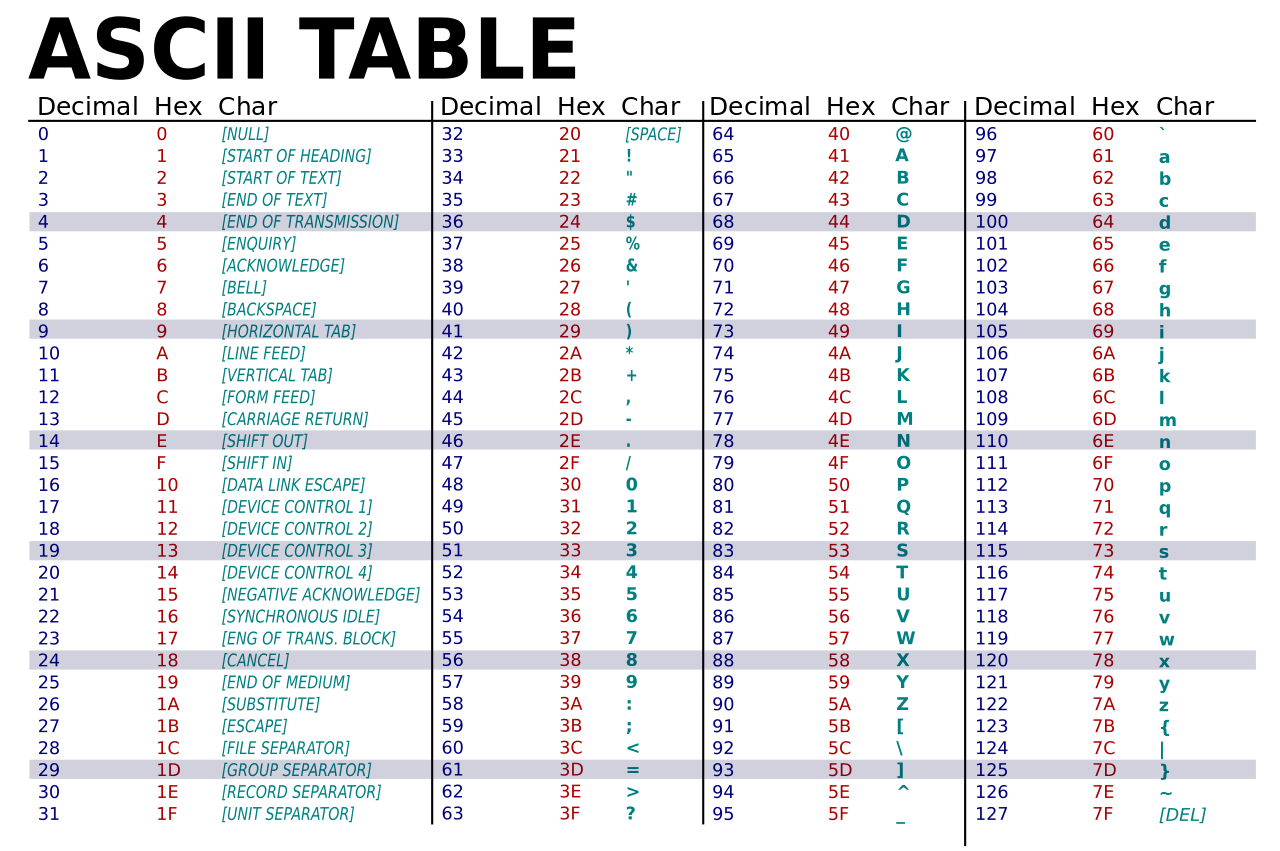 ASCII TABLE
Decimal Hex Char Decimal Hex Char Decimal Hex Char Decimal Hex Char
0 0 [NULL] 32 20 [SPACE] 64 40 @ 96 60 `
1 1 [START OF HEADING] 33 21 ! 65 41 A 97 61 a
2 2 [START OF TEXT] 34 22 " 66 42 B 98 62 b
3 3 [END OF TEXT] 35 23 # 67 43 C 99 63 c
4 4 [END OF TRANSMISSION] 36 24 $ 68 44 D 100 64 d
5 5 [ENQUIRY] 37 25 % 69 45 E 101 65 e
6 6 [ACKNOWLEDGE] 38 26 & 70 46 F 102 66 f
7 7 [BELL] 39 27 ' 71 47 G 103 67 g
8 8 [BACKSPACE] 40 28 ( 72 48 H 104 68 h
9 9 [HORIZONTAL TAB] 41 29 ) 73 49 I 105 69 i
10 A [LINE FEED] 42 2A * 74 4A J 106 6A j
11 B [VERTICAL TAB] 43 2B + 75 4B K 107 6B k
12 C [FORM FEED] 44 2C , 76 4C L 108 6C l
13 D [CARRIAGE RETURN] 45 2D - 77 4D M 109 6D m
14 E [SHIFT OUT] 46 2E . 78 4E N 110 6E n
15 F [SHIFT IN] 47 2F / 79 4F O 111 6F o
16 10 [DATA LINK ESCAPE] 48 30 0 80 50 P 112 70 p
17 11 [DEVICE CONTROL 1] 49 31 1 81 51 Q 113 71 q
18 12 [DEVICE CONTROL 2] 50 32 2 82 52 R 114 72 r
19 13 [DEVICE CONTROL 3] 51 33 3 83 53 S 115 73 s
20 14 [DEVICE CONTROL 4] 52 34 4 84 54 T 116 74 t
21 15 [NEGATIVE ACKNOWLEDGE] 53 35 5 85 55 U 117 75 u
22 16 [SYNCHRONOUS IDLE] 54 36 6 86 56 V 118 76 v
23 17 [ENG OF TRANS. BLOCK] 55 37 7 87 57 W 119 77 w
24 18 [CANCEL] 56 38 8 88 58 X 120 78 x
25 19 [END OF MEDIUM] 57 39 9 89 59 Y 121 79 y
26 1A [SUBSTITUTE] 58 3A : 90 5A Z 122 7A z
27 1B [ESCAPE] 59 3B ; 91 5B [ 123 7B {
28 1C [FILE SEPARATOR] 60 3C < 92 5C \ 124 7C |
29 1D [GROUP SEPARATOR] 61 3D = 93 5D ] 125 7D }
30 1E [RECORD SEPARATOR] 62 3E > 94 5E ^ 126 7E ~
31 1F [UNIT SEPARATOR] 63 3F ? 95 5F _ 127 7F [DEL]